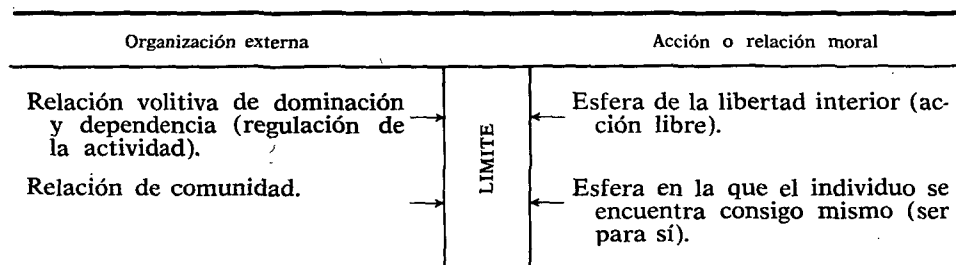 Organización externa
Acción o relación moral
Relación volitiva de dominación
y dependencia (regulación de
la actividad).
Relación de comunidad.
LIMITE
Esfera de la libertad interior (ac-
ción libre).
Esfera en la que el individuo se
encuentra consigo mismo (ser
para sí).